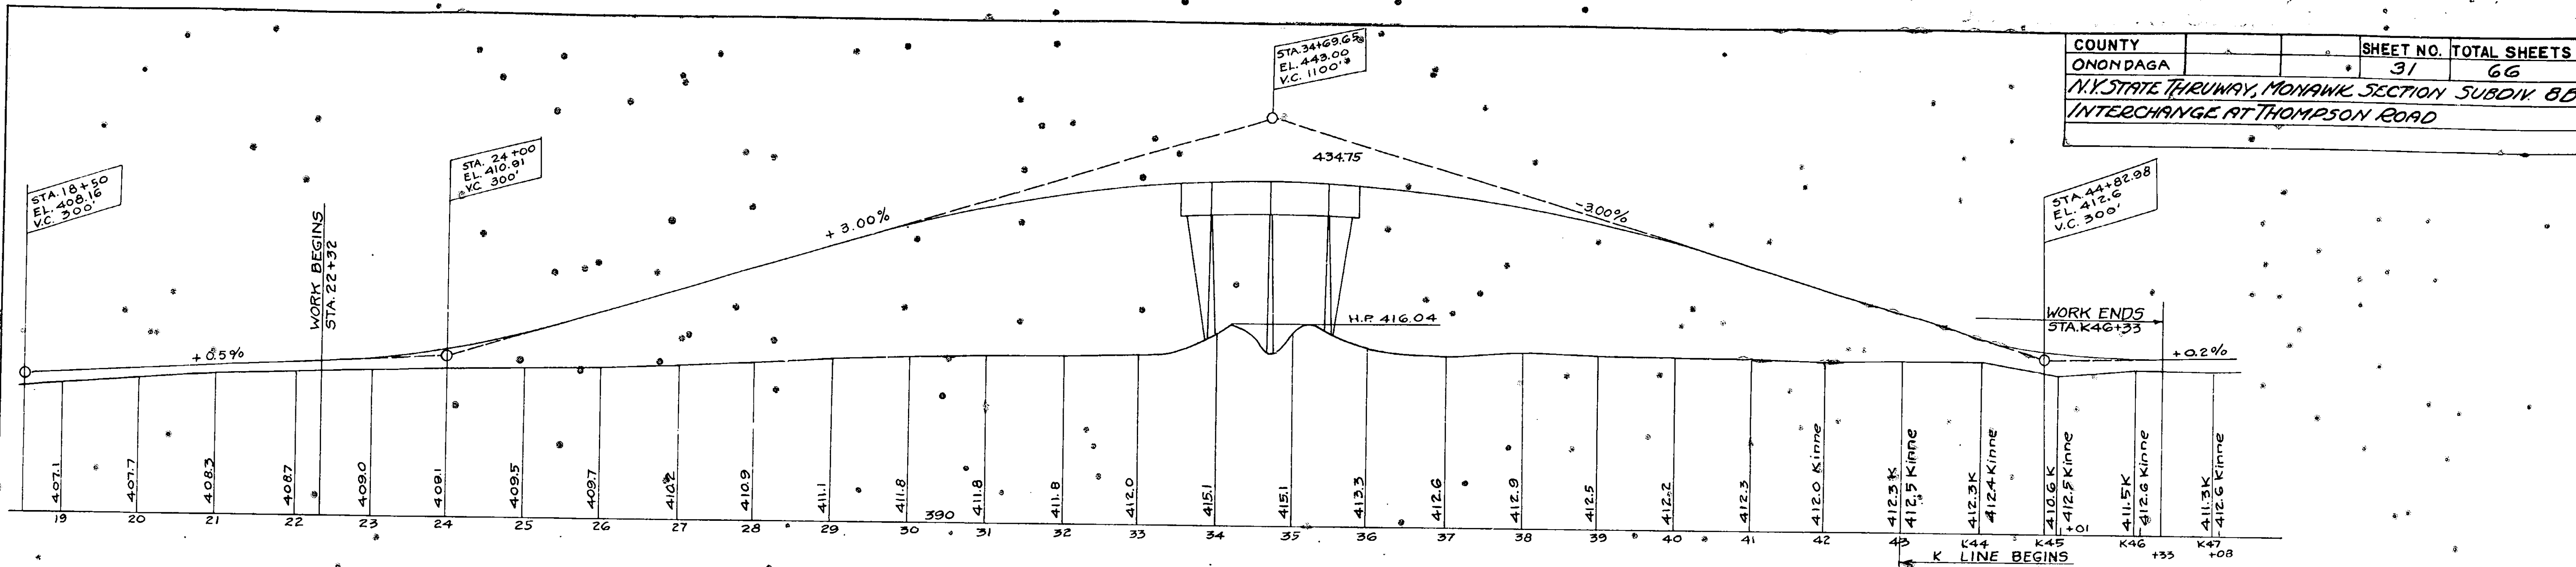 COUNTY SHEET NO. TOTAL SHEETS
ONONDAGA 31 66
N.Y. STATE THRUWAY, MOHAWK SECTION SUBDIV. 8B
INTERCHANGE AT THOMPSON ROAD
STA. 18+50
EL. 408.16
V.C. 300'
WORK BEGINS
STA. 22+32
STA. 24+00
EL. 410.91
V.C. 300'
STA. 34+69.65
EL. 443.00
V.C. 1100'
434.75
STA. 44+82.98
EL. 412.6
V.C. 300'
+0.5%
+3.00%
-3.00%
H.P. 416.04
WORK ENDS
STA. K46+33
+0.2%
407.1
407.7
408.3
408.7
409.0
409.1
409.5
409.7
410.2
410.9
411.1
411.8
411.8
411.8
412.0
415.1
415.1
413.3
412.6
412.9
412.5
412.2
412.3
412.0 Kinne
412.3 K
412.5 Kinne
412.3 K
412.4 Kinne
410.6 K
412.5 Kinne
411.5 K
412.6 Kinne
411.3 K
412.6 Kinne
390
19 20 21 22 23 24 25 26 27 28 29 30 31 32 33 34 35 36 37 38 39 40 41 42 43 K44 K45 +01 K46 +33 K47 +08
K LINE BEGINS